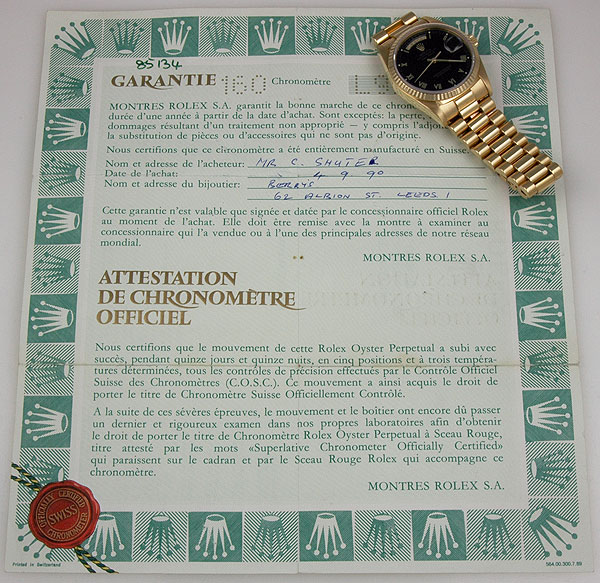 85134
GARANTIE 160 Chronomètre
MONTRES ROLEX S.A. garantit la bonne marche de ce chrono
durée d'une année à partir de la date d'achat. Sont exceptés: la perte
dommages résultant d'un traitement non approprié – y compris l'adjon
la substitution de pièces ou d'accessoires qui ne sont pas d'origine.
Nous certifions que ce chronomètre a été entièrement manufacturé en Suisse.
Nom et adresse de l'acheteur: MR C. SHUTER
Date de l'achat: 4.9.90
Nom et adresse du bijoutier: BERRYS
62 ALBION ST LEEDS 1
Cette garantie n'est valable que signée et datée par le concessionnaire officiel Rolex
au moment de l'achat. Elle doit être remise avec la montre à examiner au
concessionnaire qui l'a vendue ou à l'une des principales adresses de notre réseau
mondial.
MONTRES ROLEX S.A.
ATTESTATION
DE CHRONOMÈTRE
OFFICIEL
Nous certifions que le mouvement de cette Rolex Oyster Perpetual a subi avec
succès, pendant quinze jours et quinze nuits, en cinq positions et à trois tempéra-
tures déterminées, tous les contrôles de précision effectués par le Contrôle Officiel
Suisse des Chronomètres (C.O.S.C.). Ce mouvement a ainsi acquis le droit de
porter le titre de Chronomètre Suisse Officiellement Contrôlé.
A la suite de ces sévères épreuves, le mouvement et le boîtier ont encore dû passer
un dernier et rigoureux examen dans nos propres laboratoires afin d'obtenir
le droit de porter le titre de Chronomètre Rolex Oyster Perpetual à Sceau Rouge,
titre attesté par les mots «Superlative Chronometer Officially Certified»
qui paraissent sur le cadran et par le Sceau Rouge Rolex qui accompagne ce
chronomètre.
MONTRES ROLEX S.A.
SWISS
CHRONOMETER
Printed in Switzerland
564.00.300.7.89